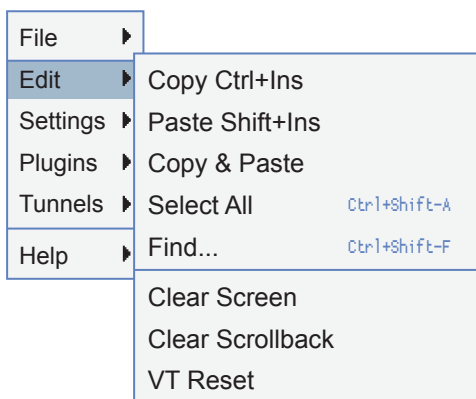 File
Edit
Settings
Plugins
Tunnels
Help
Copy Ctrl+Ins
Paste Shift+Ins
Copy & Paste
Select All Ctrl+Shift-A
Find... Ctrl+Shift-F
Clear Screen
Clear Scrollback
VT Reset